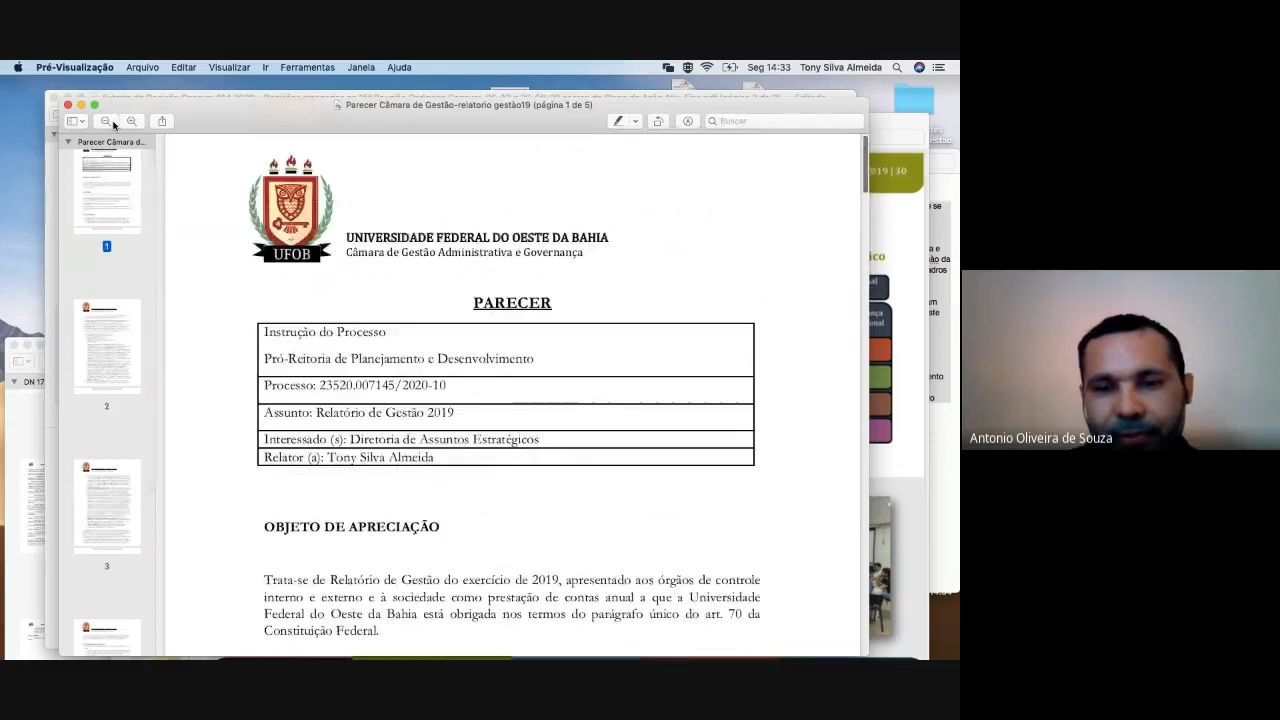 Pré-Visualização Arquivo Editar Visualizar Ir Ferramentas Janela Ajuda Seg 14:33 Tony Silva Almeida
Parecer Câmara de Gestão-relatorio gestão19 (página 1 de 5)
Buscar
Parecer Câmara d...
1
2
3
UFOB
UNIVERSIDADE FEDERAL DO OESTE DA BAHIA
Câmara de Gestão Administrativa e Governança
PARECER
Instrução do Processo
Pró-Reitoria de Planejamento e Desenvolvimento
Processo: 23520.007145/2020-10
Assunto: Relatório de Gestão 2019
Interessado (s): Diretoria de Assuntos Estratégicos
Relator (a): Tony Silva Almeida
OBJETO DE APRECIAÇÃO
Trata-se de Relatório de Gestão do exercício de 2019, apresentado aos órgãos de controle
interno e externo e à sociedade como prestação de contas anual a que a Universidade
Federal do Oeste da Bahia está obrigada nos termos do parágrafo único do art. 70 da
Constituição Federal.
DN 17
2019 | 30
Antonio Oliveira de Souza